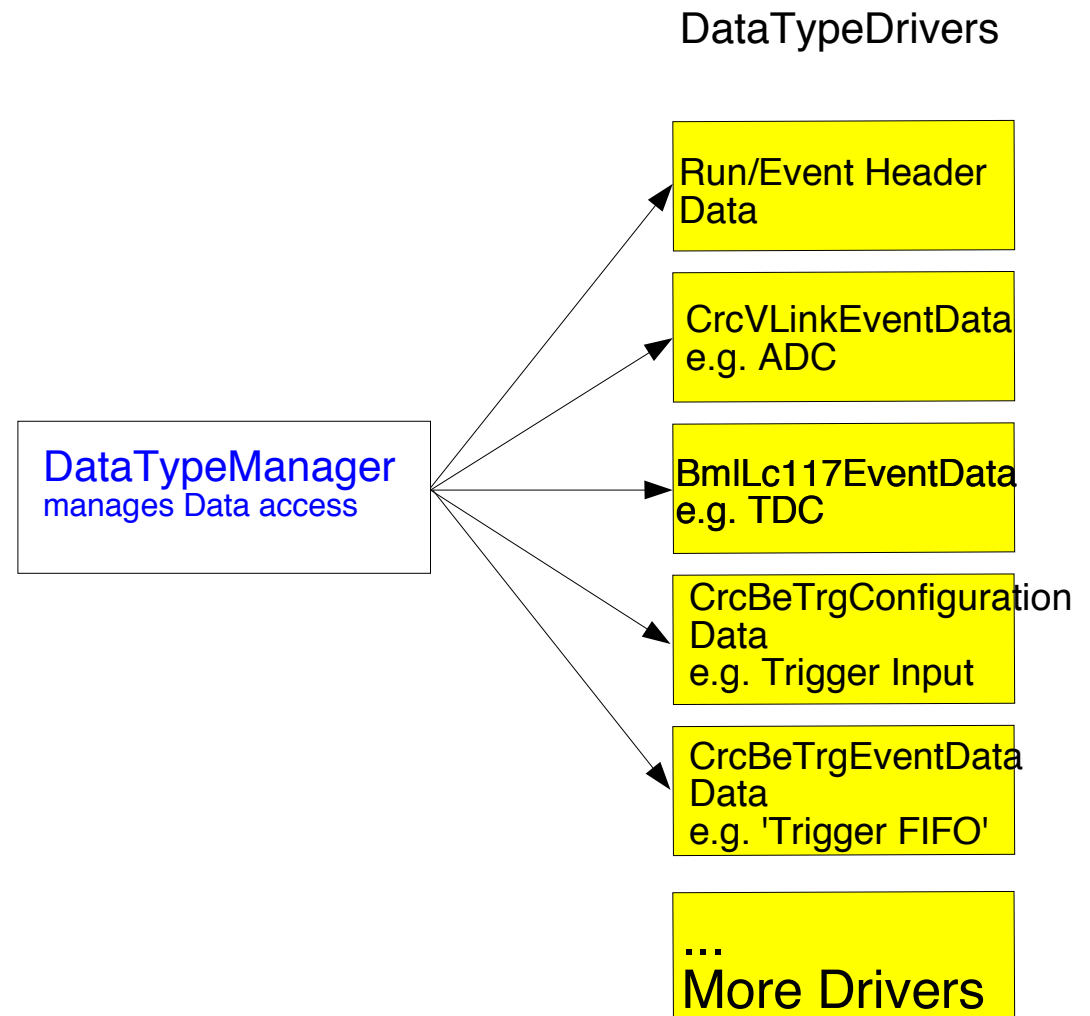 DataTypeDrivers
Run/Event Header
Data
CrcVLinkEventData
e.g. ADC
DataTypeManager
manages Data access
BmlLc117EventData
e.g. TDC
CrcBeTrgConfiguration
Data
e.g. Trigger Input
CrcBeTrgEventData
Data
e.g. 'Trigger FIFO'
...
More Drivers